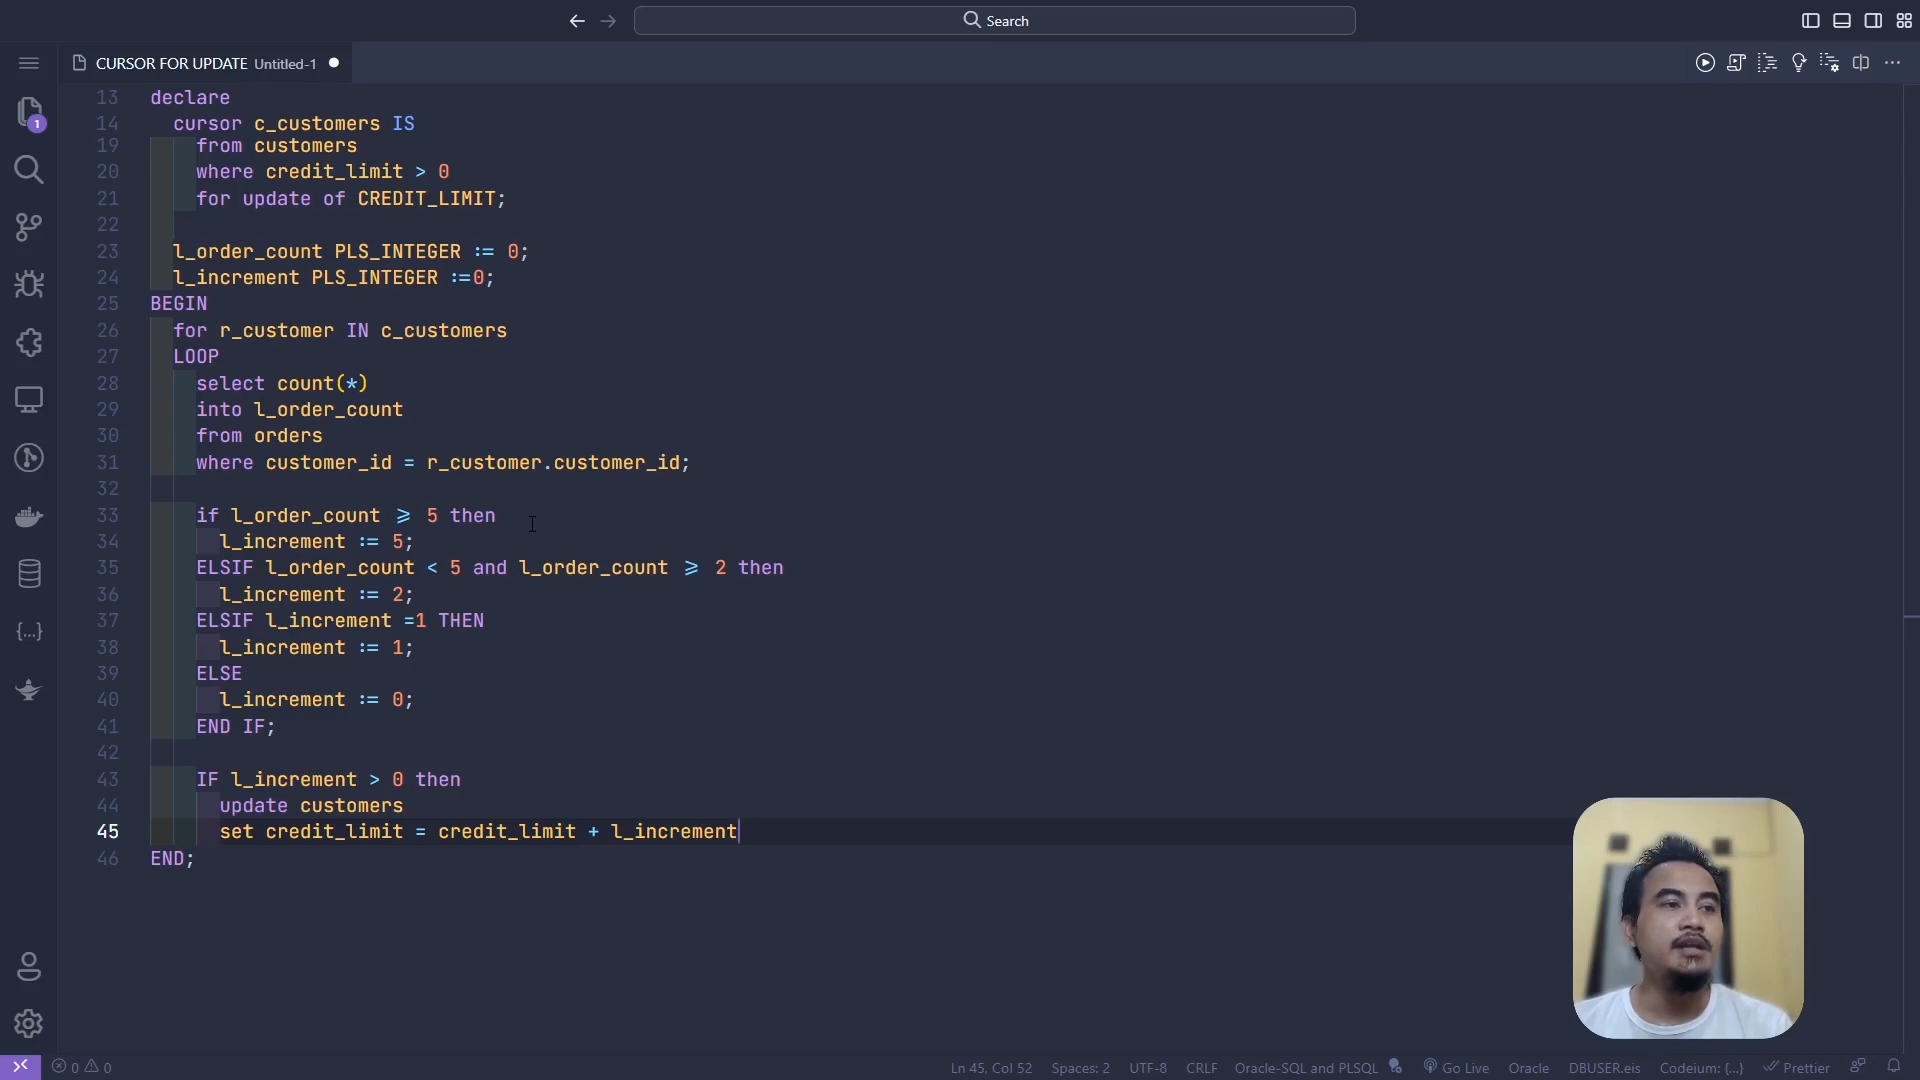 Search
CURSOR FOR UPDATE Untitled-1
1
13 declare
14 cursor c_customers IS
19 from customers
20 where credit_limit > 0
21 for update of CREDIT_LIMIT;
22
23 l_order_count PLS_INTEGER := 0;
24 l_increment PLS_INTEGER :=0;
25 BEGIN
26 for r_customer IN c_customers
27 LOOP
28 select count(*)
29 into l_order_count
30 from orders
31 where customer_id = r_customer.customer_id;
32
33 if l_order_count ⩾ 5 then
34 l_increment := 5;
35 ELSIF l_order_count < 5 and l_order_count ⩾ 2 then
36 l_increment := 2;
37 ELSIF l_increment =1 THEN
38 l_increment := 1;
39 ELSE
40 l_increment := 0;
41 END IF;
42
43 IF l_increment > 0 then
44 update customers
45 set credit_limit = credit_limit + l_increment
46 END;
0 0 Ln 45, Col 52 Spaces: 2 UTF-8 CRLF Oracle-SQL and PLSQL Go Live Oracle DBUSER.eis Codeium: {...} Prettier